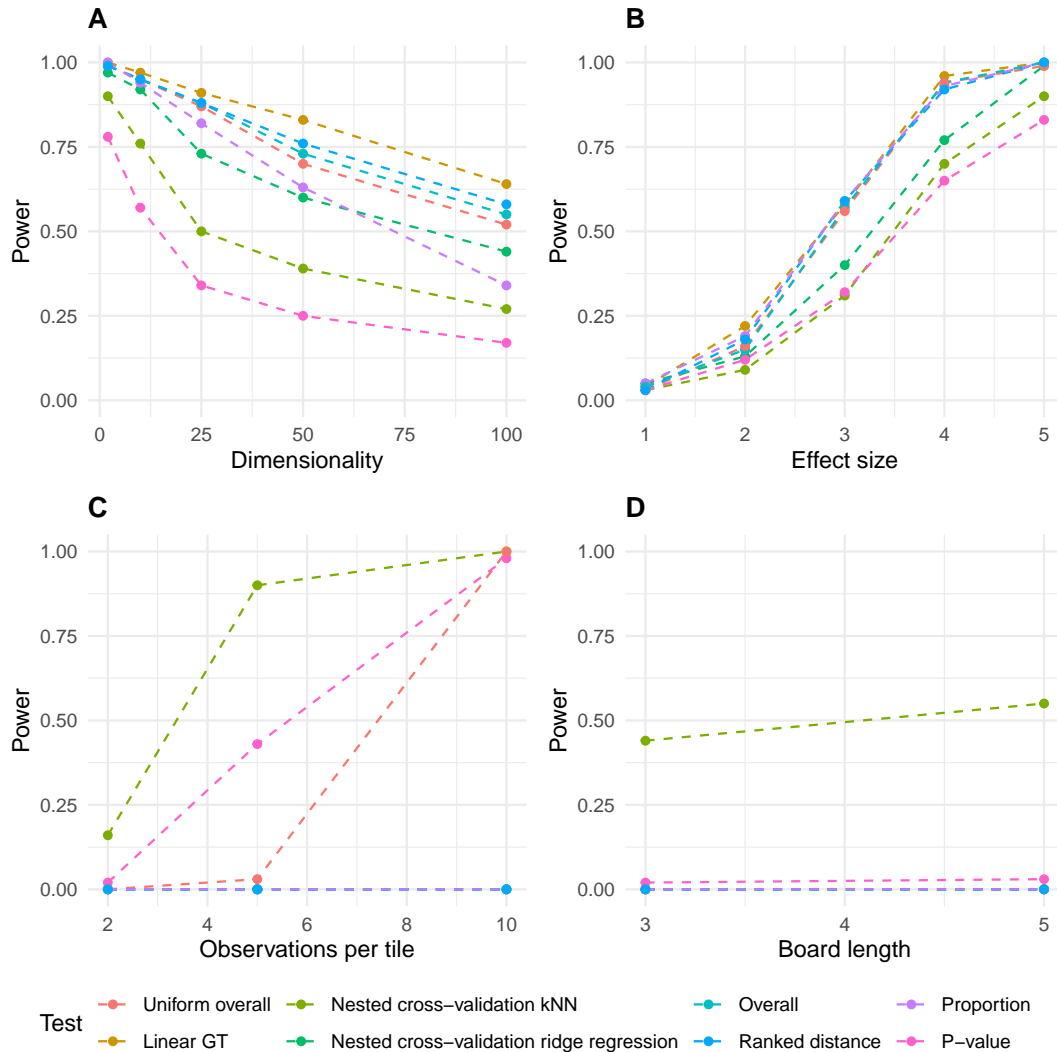 A
1.00
0.75
0.50
0.25
0.00
Power
0 25 50 75 100
Dimensionality
B
1.00
0.75
0.50
0.25
0.00
Power
1 2 3 4 5
Effect size
C
1.00
0.75
0.50
0.25
0.00
Power
2 4 6 8 10
Observations per tile
D
1.00
0.75
0.50
0.25
0.00
Power
3 4 5
Board length
Test
Uniform overall Nested cross−validation kNN Overall Proportion
Linear GT Nested cross−validation ridge regression Ranked distance P−value